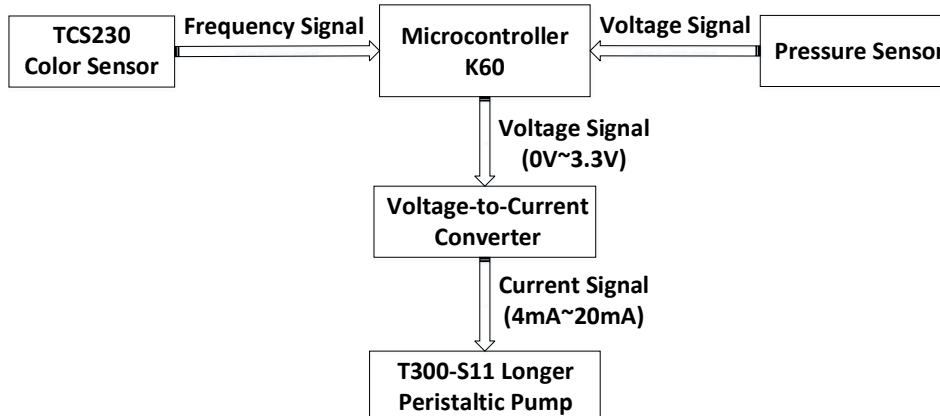 TCS230
Color Sensor
Frequency Signal
Microcontroller
K60
Voltage Signal
Pressure Sensor
Voltage Signal
(0V~3.3V)
Voltage-to-Current
Converter
Current Signal
(4mA~20mA)
T300-S11 Longer
Peristaltic Pump